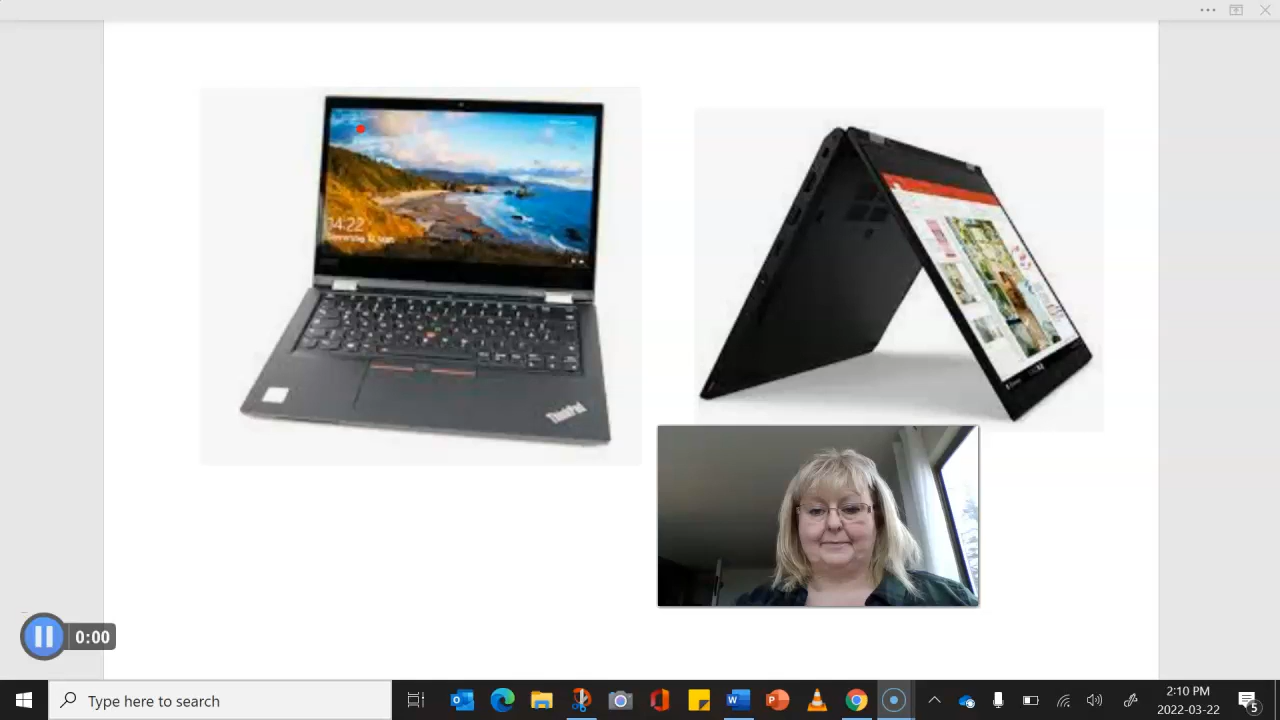 14:22
ThinkPad
0:00
Type here to search
2:10 PM
2022-03-22
5